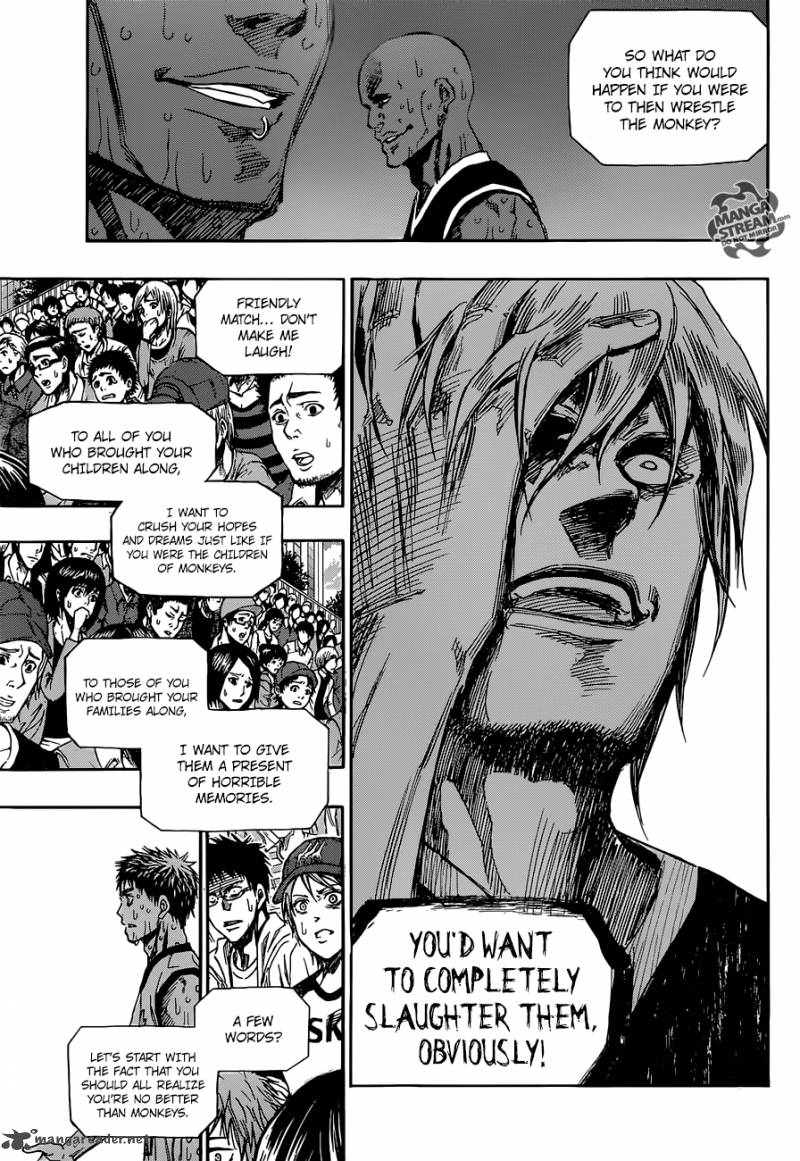 SO WHAT DO
YOU THINK WOULD
HAPPEN IF YOU WERE
TO THEN WRESTLE
THE MONKEY?
MANGA
STREAM.com
DO NOT MIRROR
YOU'D WANT
TO COMPLETELY
SLAUGHTER THEM,
OBVIOUSLY!
FRIENDLY
MATCH... DON'T
MAKE ME
LAUGH!
TO ALL OF YOU
WHO BROUGHT YOUR
CHILDREN ALONG,
I WANT TO
CRUSH YOUR HOPES
AND DREAMS JUST LIKE IF
YOU WERE THE CHILDREN
OF MONKEYS.
TO THOSE OF YOU
WHO BROUGHT YOUR
FAMILIES ALONG,
I WANT TO GIVE
THEM A PRESENT
OF HORRIBLE
MEMORIES.
SK
A FEW
WORDS?
LET'S START WITH
THE FACT THAT YOU
SHOULD ALL REALIZE
YOU'RE NO BETTER
THAN MONKEYS.
mangareader.net